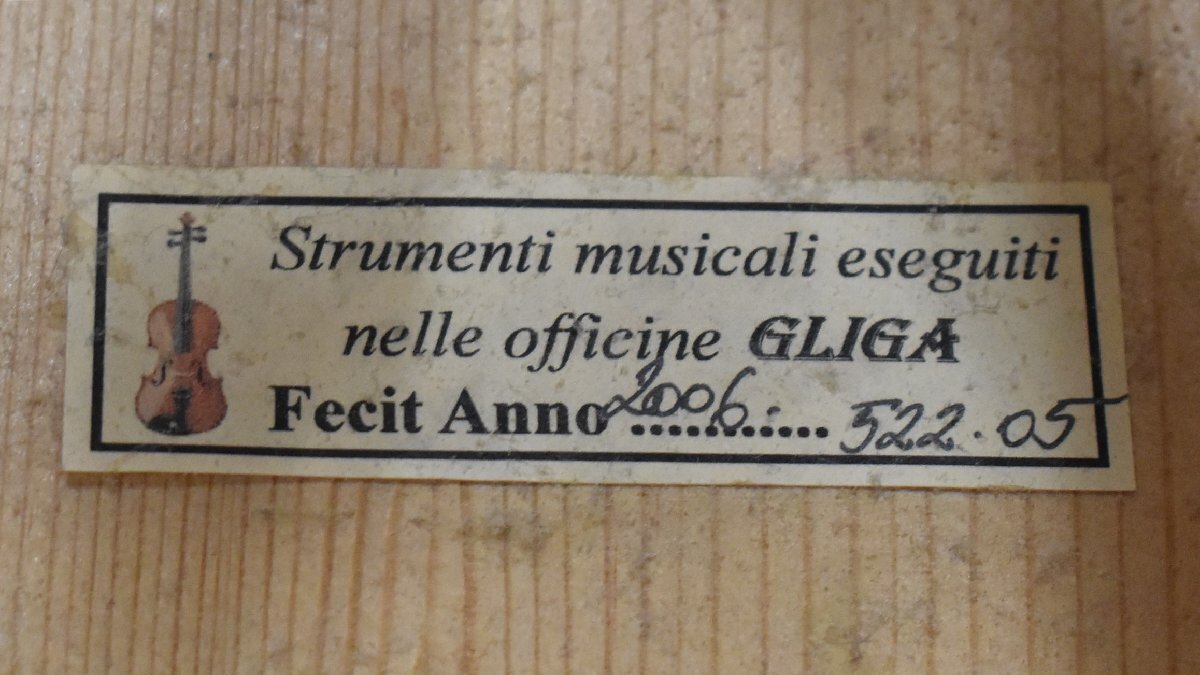 Strumenti musicali eseguiti
nelle officine GLIGA
Fecit Anno 2006........... 522.05